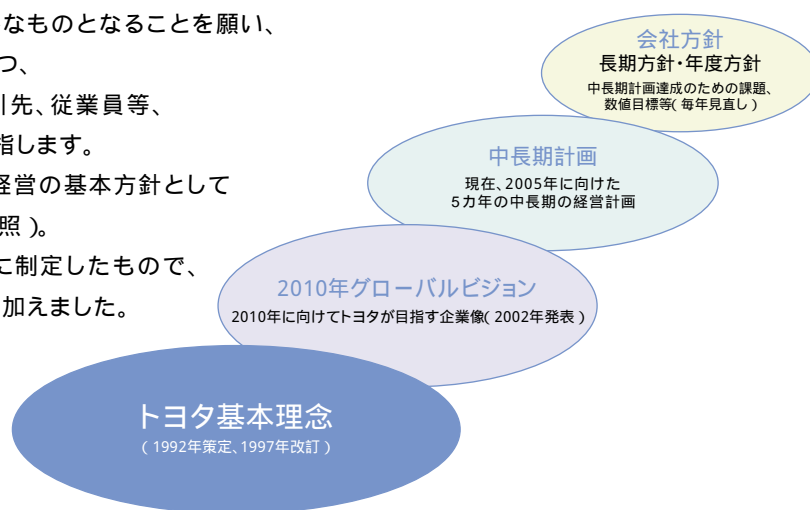 なものとなることを願い、
つ、
引先、従業員等、
指します。
経営の基本方針として
照)。
に制定したもので、
加えました。
会社方針
長期方針・年度方針
中長期計画達成のための課題、
数値目標等(毎年見直し)
中長期計画
現在、2005年に向けた
5カ年の中長期の経営計画
2010年グローバルビジョン
2010年に向けてトヨタが目指す企業像(2002年発表)
トヨタ基本理念
(1992年策定、1997年改訂)